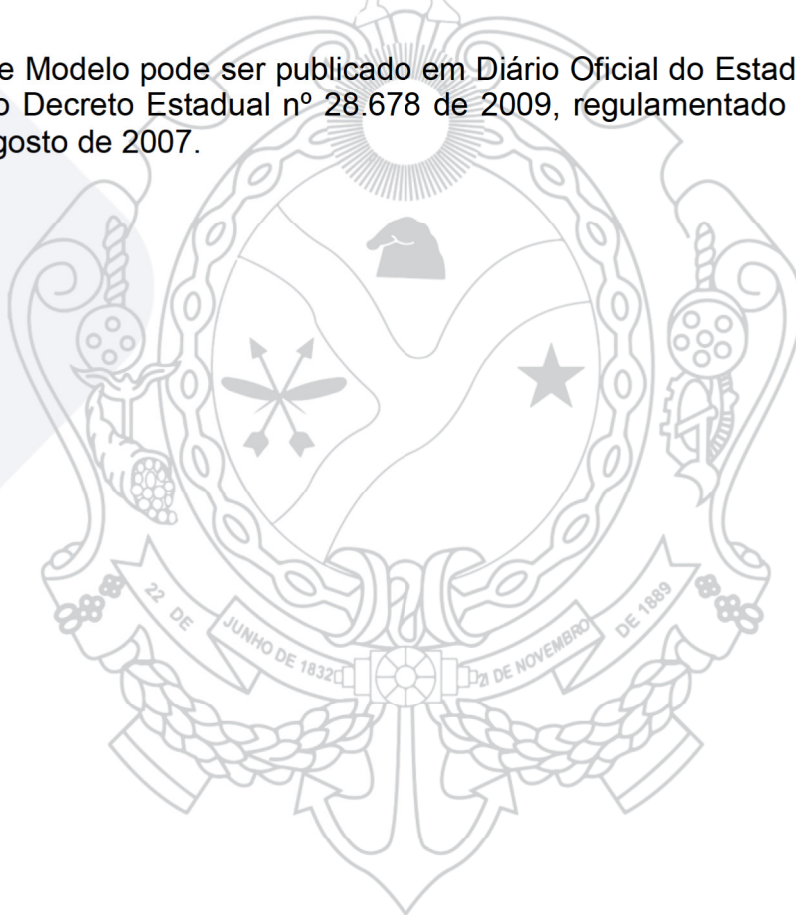 e Modelo pode ser publicado em Diário Oficial do Estad
o Decreto Estadual nº 28.678 de 2009, regulamentado
gosto de 2007.
22 DE JUNHO DE 1832
21 DE NOVEMBRO DE 1889